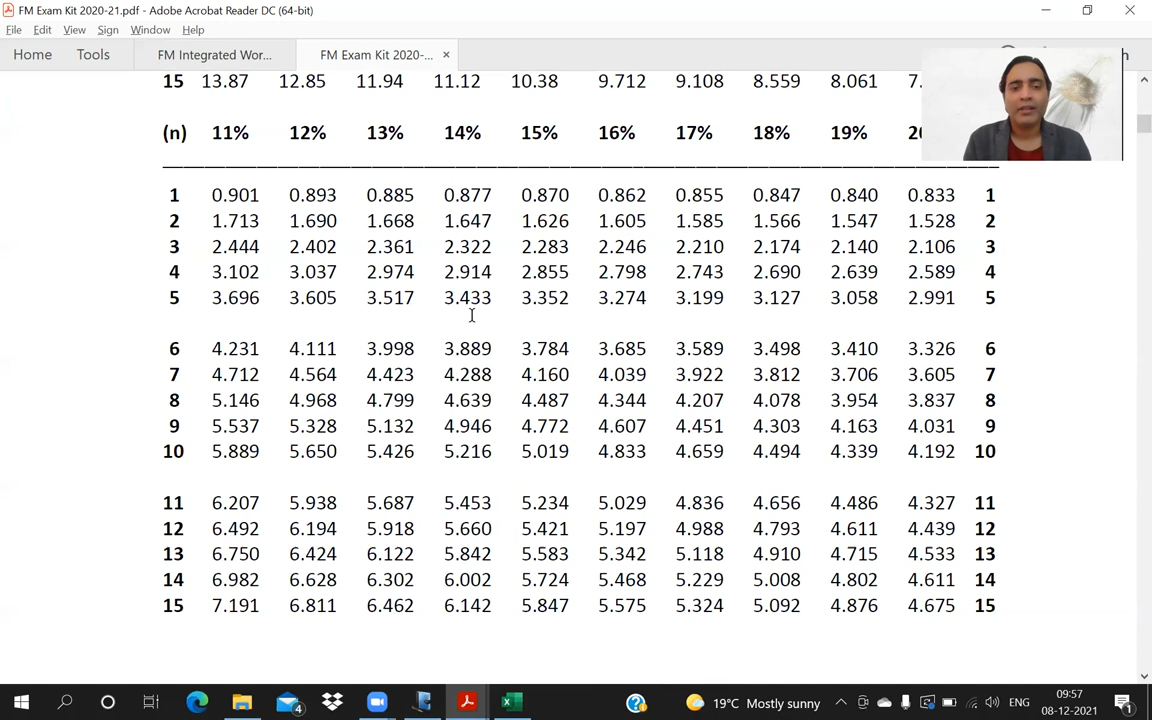 FM Exam Kit 2020-21.pdf - Adobe Acrobat Reader DC (64-bit)
File Edit View Sign Window Help
Home Tools FM Integrated Wor... FM Exam Kit 2020-... ×
15 13.87 12.85 11.94 11.12 10.38 9.712 9.108 8.559 8.061 7.
(n) 11% 12% 13% 14% 15% 16% 17% 18% 19%
1 0.901 0.893 0.885 0.877 0.870 0.862 0.855 0.847 0.840 0.833 1
2 1.713 1.690 1.668 1.647 1.626 1.605 1.585 1.566 1.547 1.528 2
3 2.444 2.402 2.361 2.322 2.283 2.246 2.210 2.174 2.140 2.106 3
4 3.102 3.037 2.974 2.914 2.855 2.798 2.743 2.690 2.639 2.589 4
5 3.696 3.605 3.517 3.433 3.352 3.274 3.199 3.127 3.058 2.991 5
6 4.231 4.111 3.998 3.889 3.784 3.685 3.589 3.498 3.410 3.326 6
7 4.712 4.564 4.423 4.288 4.160 4.039 3.922 3.812 3.706 3.605 7
8 5.146 4.968 4.799 4.639 4.487 4.344 4.207 4.078 3.954 3.837 8
9 5.537 5.328 5.132 4.946 4.772 4.607 4.451 4.303 4.163 4.031 9
10 5.889 5.650 5.426 5.216 5.019 4.833 4.659 4.494 4.339 4.192 10
11 6.207 5.938 5.687 5.453 5.234 5.029 4.836 4.656 4.486 4.327 11
12 6.492 6.194 5.918 5.660 5.421 5.197 4.988 4.793 4.611 4.439 12
13 6.750 6.424 6.122 5.842 5.583 5.342 5.118 4.910 4.715 4.533 13
14 6.982 6.628 6.302 6.002 5.724 5.468 5.229 5.008 4.802 4.611 14
15 7.191 6.811 6.462 6.142 5.847 5.575 5.324 5.092 4.876 4.675 15
4 19°C Mostly sunny ENG 09:57
08-12-2021 1